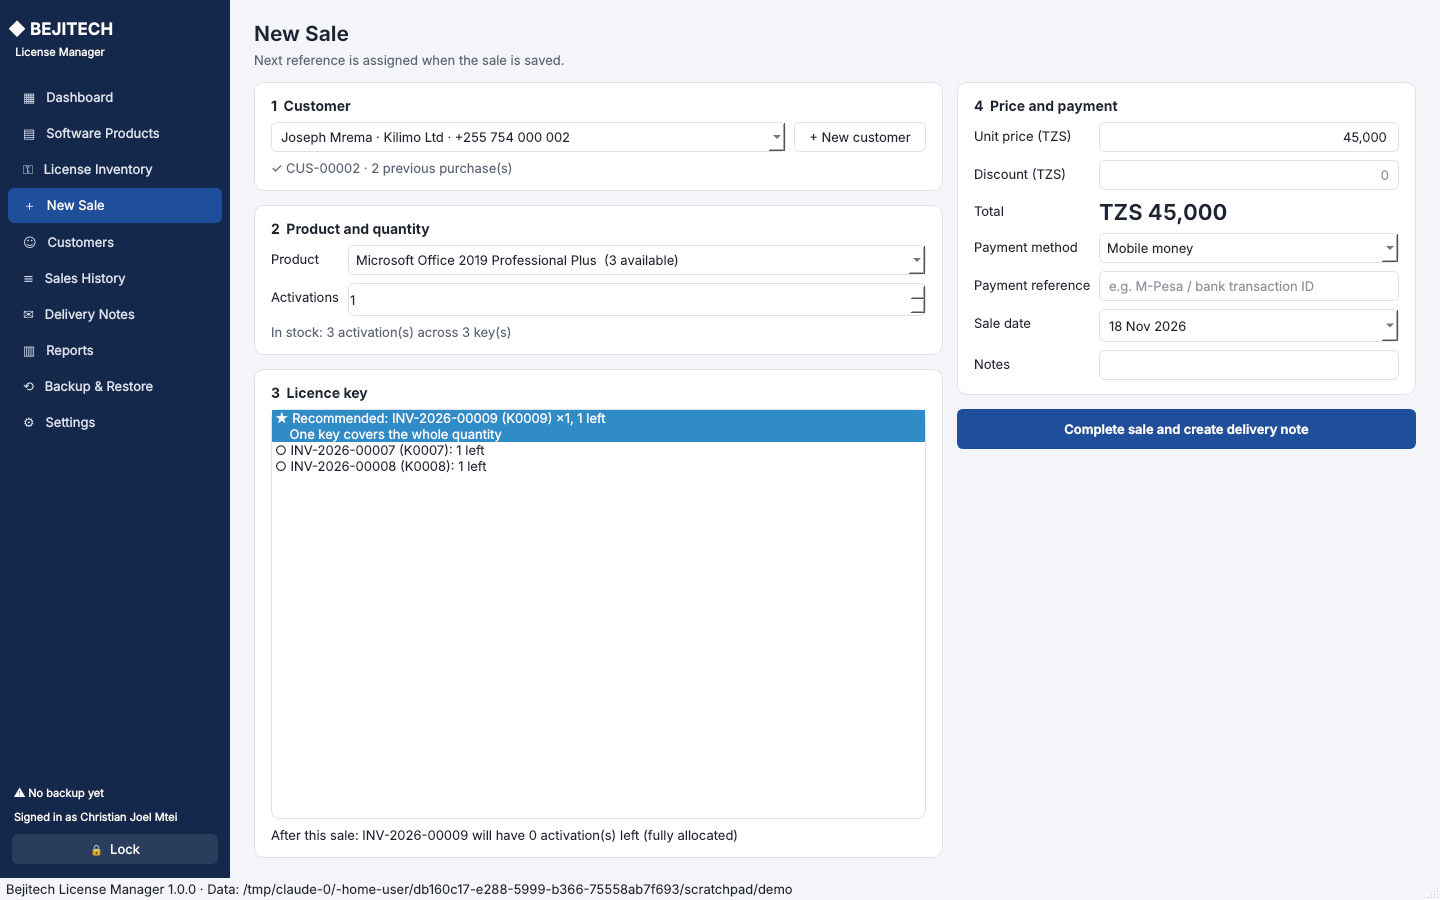 ◆ BEJITECH
License Manager
▦ Dashboard
▤ Software Products
⚿ License Inventory
+ New Sale
☺ Customers
≡ Sales History
✉ Delivery Notes
▥ Reports
⟲ Backup & Restore
⚙ Settings
⚠ No backup yet
Signed in as Christian Joel Mtei
🔒 Lock
New Sale
Next reference is assigned when the sale is saved.
1 Customer
Joseph Mrema · Kilimo Ltd · +255 754 000 002
+ New customer
✓ CUS-00002 · 2 previous purchase(s)
2 Product and quantity
Product Microsoft Office 2019 Professional Plus (3 available)
Activations 1
In stock: 3 activation(s) across 3 key(s)
3 Licence key
★ Recommended: INV-2026-00009 (K0009) ×1, 1 left
One key covers the whole quantity
○ INV-2026-00007 (K0007): 1 left
○ INV-2026-00008 (K0008): 1 left
After this sale: INV-2026-00009 will have 0 activation(s) left (fully allocated)
4 Price and payment
Unit price (TZS) 45,000
Discount (TZS) 0
Total TZS 45,000
Payment method Mobile money
Payment reference e.g. M-Pesa / bank transaction ID
Sale date 18 Nov 2026
Notes
Complete sale and create delivery note
Bejitech License Manager 1.0.0 · Data: /tmp/claude-0/-home-user/db160c17-e288-5999-b366-75558ab7f693/scratchpad/demo